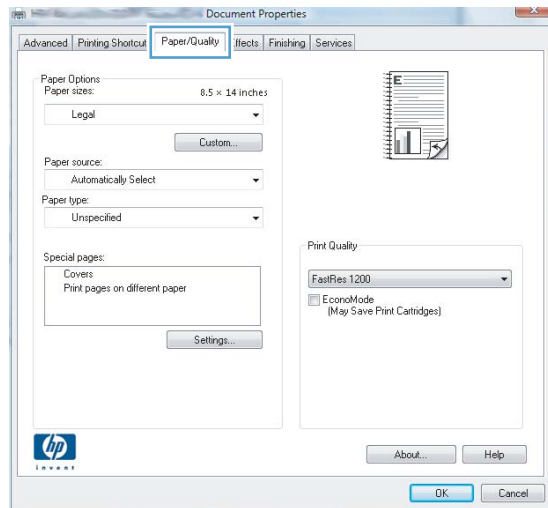 Document Properties
Advanced Printing Shortcut Paper/Quality ffects Finishing Services
Paper Options
Paper sizes: 8.5 × 14 inches
Legal
Custom...
Paper source:
Automatically Select
Paper type:
Unspecified
Special pages:
Covers
Print pages on different paper
Settings...
E
Print Quality
FastRes 1200
EconoMode
(May Save Print Cartridges)
hp
invent
About... Help
OK Cancel